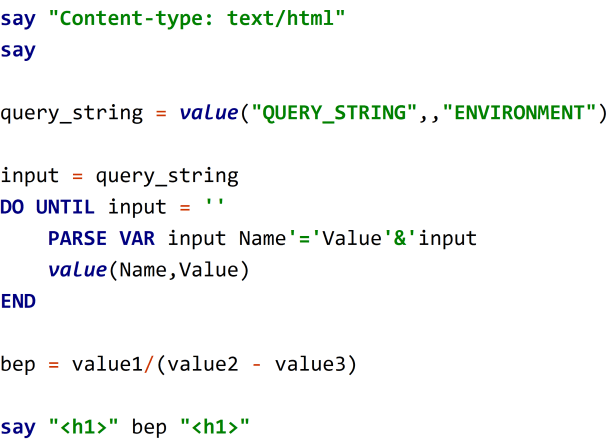 say "Content-type: text/html"
say
query_string = value("QUERY_STRING",,"ENVIRONMENT")
input = query_string
DO UNTIL input = ''
    PARSE VAR input Name'='Value'&'input
    value(Name,Value)
END
bep = value1/(value2 - value3)
say "<h1>" bep "<h1>"